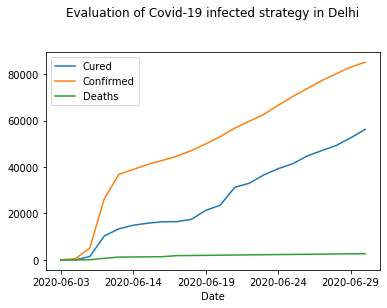 Evaluation of Covid-19 infected strategy in Delhi
Cured
Confirmed
Deaths
80000
60000
40000
20000
0
2020-06-03 2020-06-14 2020-06-19 2020-06-24 2020-06-29
Date